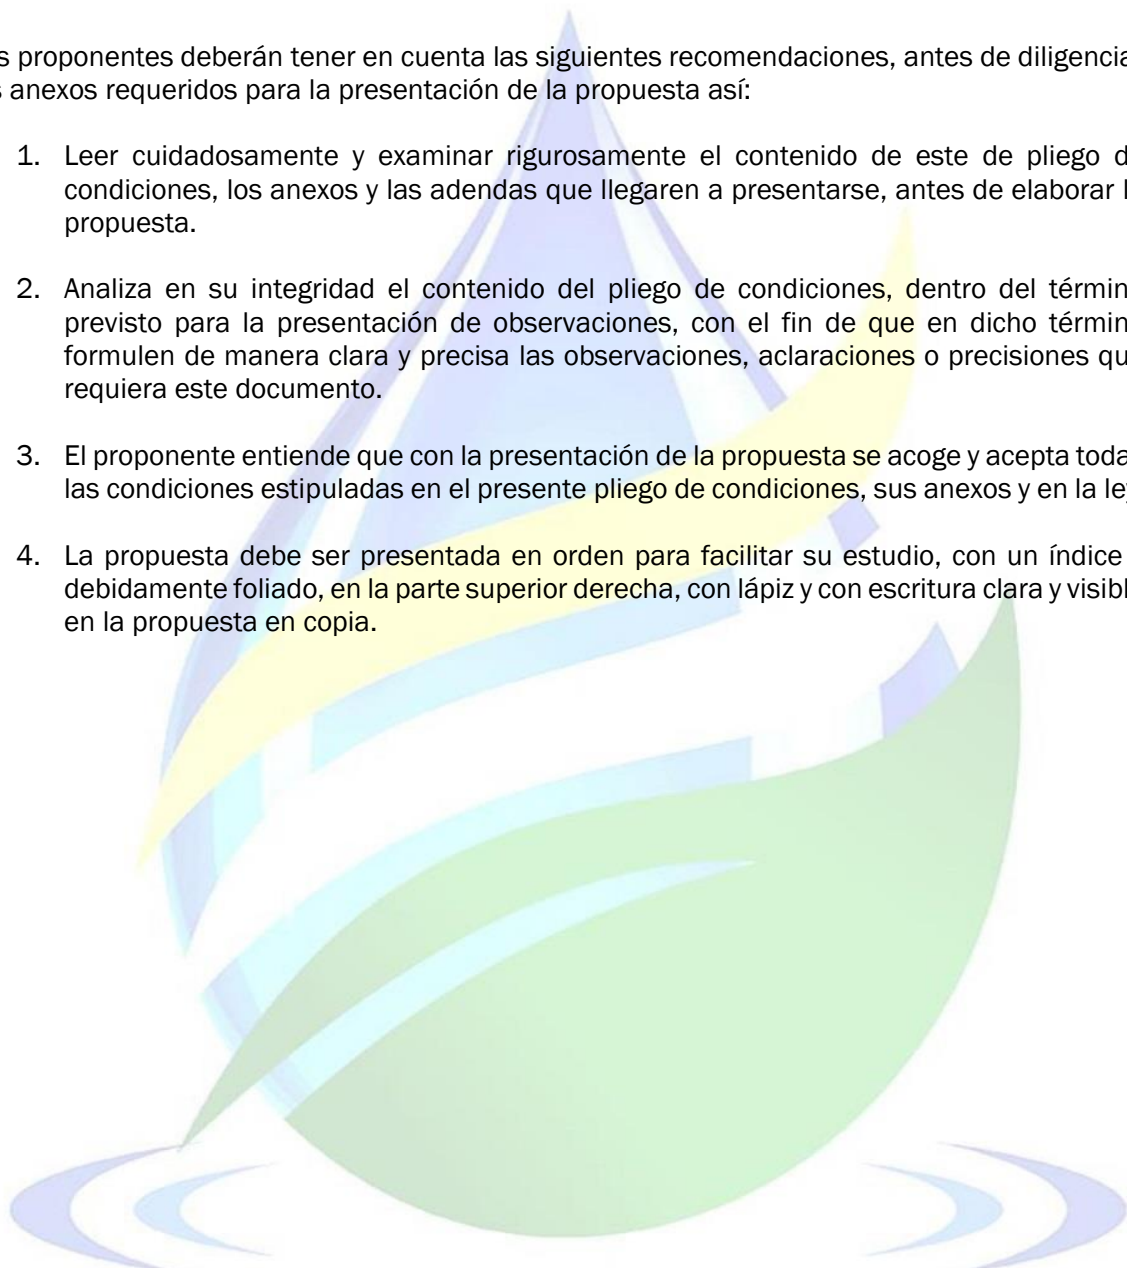 s proponentes deberán tener en cuenta las siguientes recomendaciones, antes de diligencia
s anexos requeridos para la presentación de la propuesta así:
1. Leer cuidadosamente y examinar rigurosamente el contenido de este de pliego d
condiciones, los anexos y las adendas que llegaren a presentarse, antes de elaborar l
propuesta.
2. Analiza en su integridad el contenido del pliego de condiciones, dentro del términ
previsto para la presentación de observaciones, con el fin de que en dicho términ
formulen de manera clara y precisa las observaciones, aclaraciones o precisiones qu
requiera este documento.
3. El proponente entiende que con la presentación de la propuesta se acoge y acepta toda
las condiciones estipuladas en el presente pliego de condiciones, sus anexos y en la ley
4. La propuesta debe ser presentada en orden para facilitar su estudio, con un índice
debidamente foliado, en la parte superior derecha, con lápiz y con escritura clara y visibl
en la propuesta en copia.